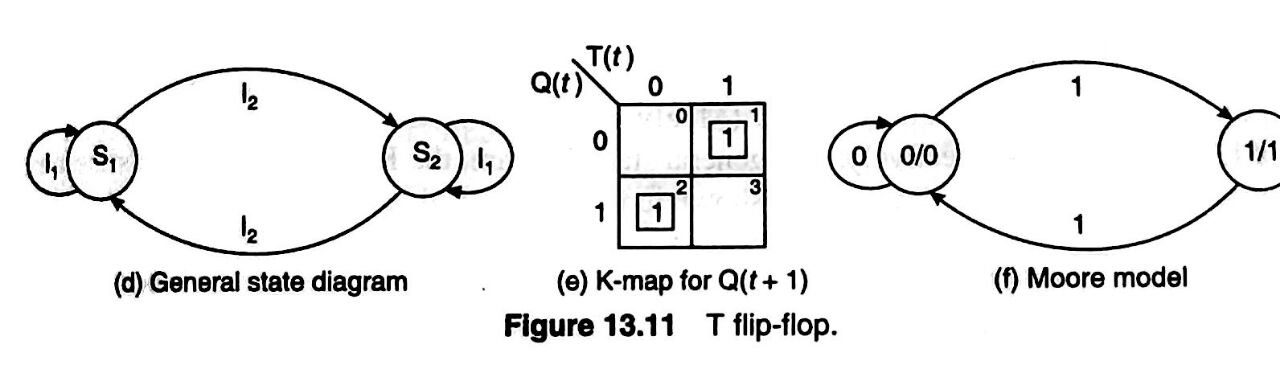 I₂
I₁ S₁ S₂ I₁
I₂
(d) General state diagram
T(t)
Q(t) 0 1
0 0 1 1
1 1 2 3
(e) K-map for Q(t + 1)
1
0 0/0 1/1
1
(f) Moore model
Figure 13.11 T flip-flop.